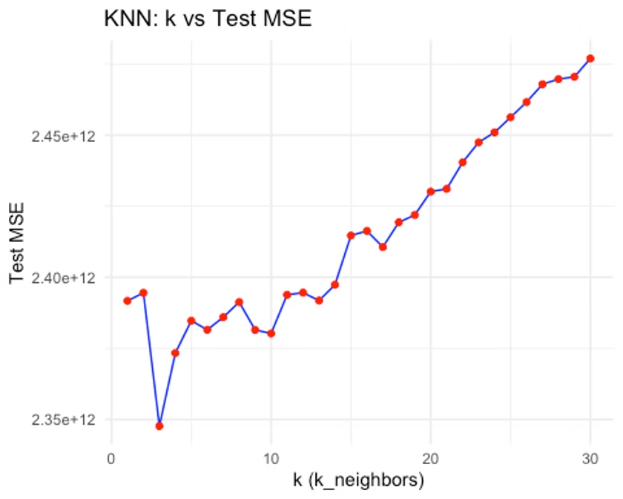 KNN: k vs Test MSE
2.45e+12
2.40e+12
2.35e+12
Test MSE
0 10 20 30
k (k_neighbors)